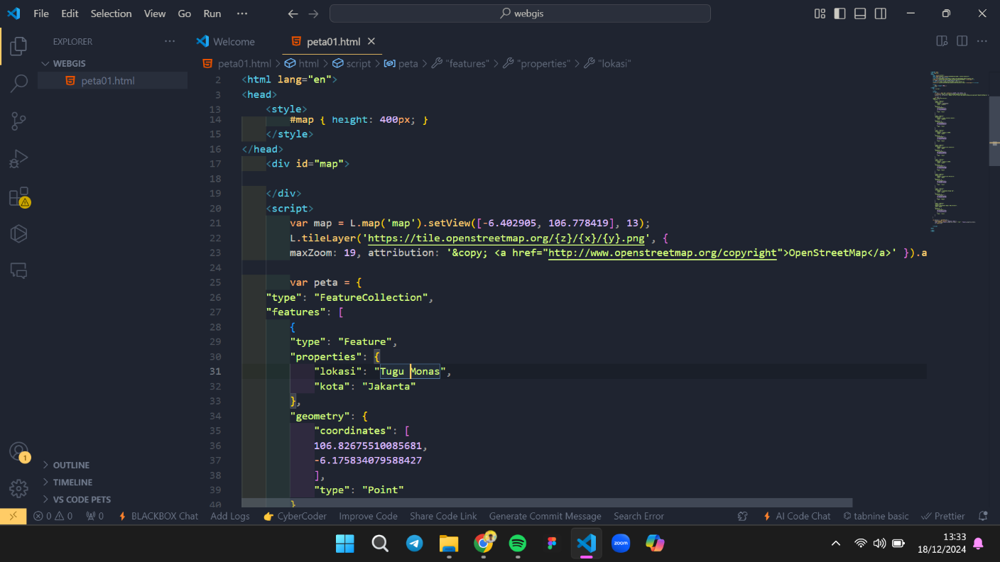 File Edit Selection View Go Run ··· webgis
EXPLORER ···
WEBGIS
peta01.html
OUTLINE
TIMELINE
VS CODE PETS
Welcome peta01.html
peta01.html > html > script > peta > "features" > "properties" > "lokasi"
2 <html lang="en">
3 <head>
13 <style>
14 #map { height: 400px; }
15 </style>
16 </head>
17 <div id="map">
18
19 </div>
20 <script>
21 var map = L.map('map').setView([-6.402905, 106.778419], 13);
22 L.tileLayer('https://tile.openstreetmap.org/{z}/{x}/{y}.png', {
23 maxZoom: 19, attribution: '&copy; <a href="http://www.openstreetmap.org/copyright">OpenStreetMap</a>' }).a
24
25 var peta = {
26 "type": "FeatureCollection",
27 "features": [
28 {
29 "type": "Feature",
30 "properties": {
31 "lokasi": "Tugu Monas",
32 "kota": "Jakarta"
33 },
34 "geometry": {
35 "coordinates": [
36 106.82675510085681,
37 -6.175834079588427
38 ],
39 "type": "Point"
40 }
1
0 0 0 BLACKBOX Chat Add Logs CyberCoder Improve Code Share Code Link Generate Commit Message Search Error AI Code Chat tabnine basic Prettier
zoom
13:33
18/12/2024